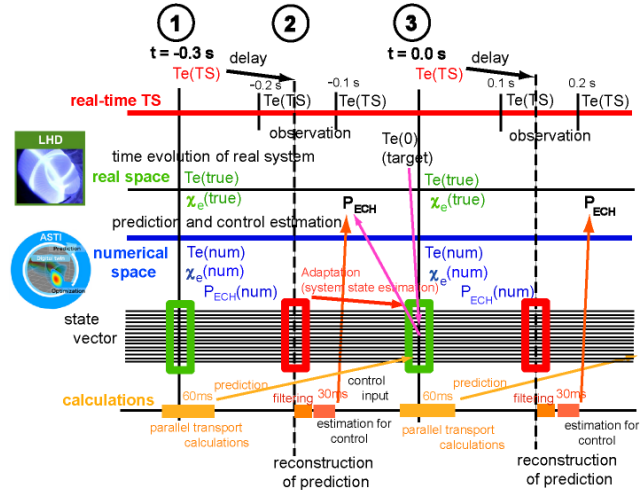 1 2 3
t = -0.3 s
t = 0.0 s
delay
delay
Te(TS)
Te(TS)
-0.2 s
-0.1 s
0.1 s
0.2 s
real-time TS
Te(TS)
Te(TS)
Te(TS)
Te(TS)
observation
observation
LHD
Te(0)
(target)
time evolution of real system
real space
Te(true)
χe(true)
Te(true)
χe(true)
PECH
PECH
prediction and control estimation
ASTI
Prediction
Digital twin
Optimization
numerical
space
Te(num)
χe(num)
PECH(num)
Te(num)
χe(num)
PECH(num)
Adaptation
(system state estimation)
state
vector
prediction
prediction
control
input
calculations
60ms
filtering
30ms
60ms
filtering
30ms
parallel transport
calculations
estimation for
control
parallel transport
calculations
estimation for
control
reconstruction
of prediction
reconstruction
of prediction